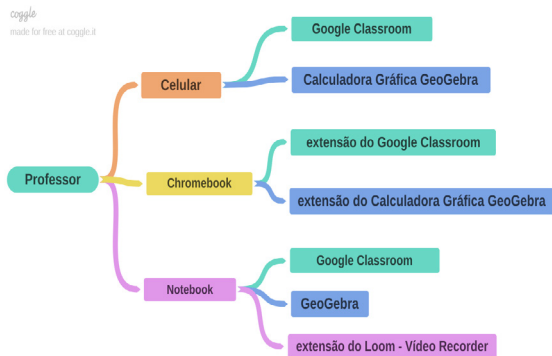 coggle
made for free at coggle.it
Google Classroom
Celular
Calculadora Gráfica GeoGebra
extensão do Google Classroom
Professor
Chromebook
extensão do Calculadora Gráfica GeoGebra
Google Classroom
Notebook
GeoGebra
extensão do Loom - Vídeo Recorder